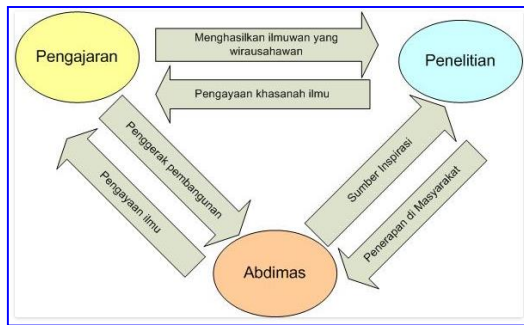 Menghasilkan ilmuwan yang
wirausahawan
Pengajaran
Penelitian
Pengayaan khasanah ilmu
Penggerak pembangunan
Pengayaan ilmu
Sumber Inspirasi
Penerapan di Masyarakat
Abdimas